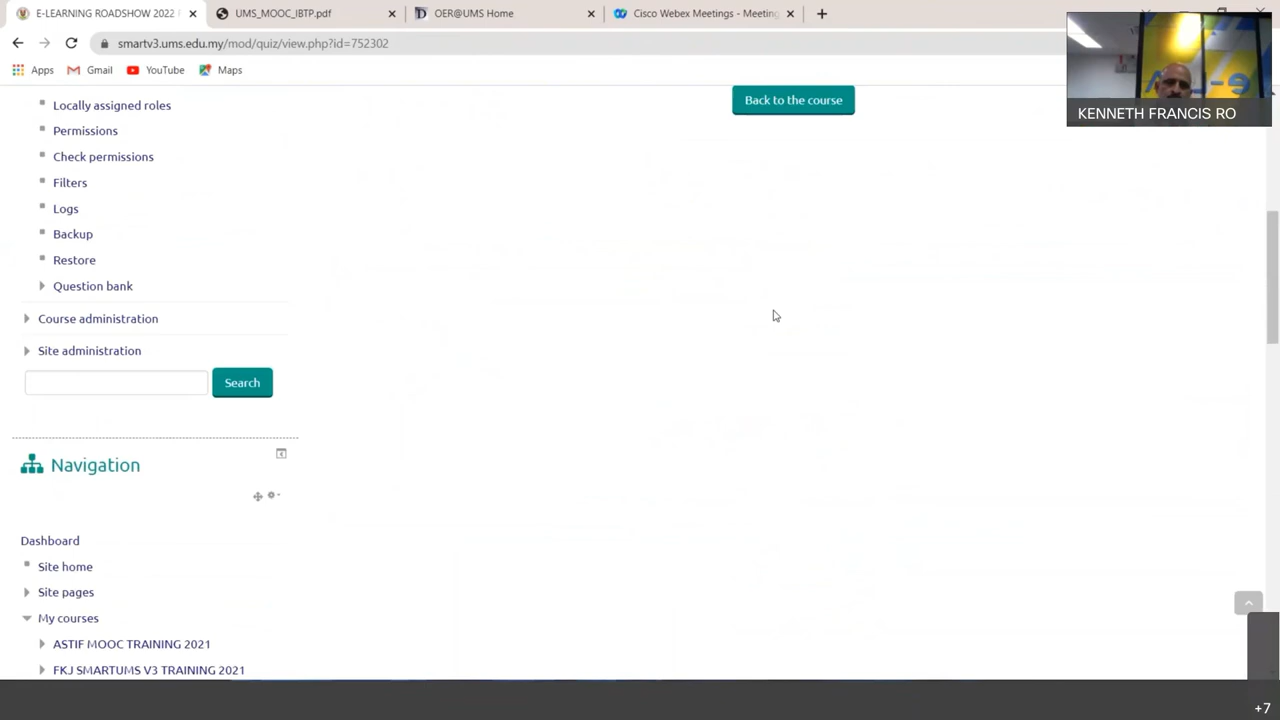 E-LEARNING ROADSHOW 2022
UMS_MOOC_IBTP.pdf
OER@UMS Home
Cisco Webex Meetings - Meeting
smartv3.ums.edu.my/mod/quiz/view.php?id=752302
Apps
Gmail
YouTube
Maps
KENNETH FRANCIS RO
Back to the course
Locally assigned roles
Permissions
Check permissions
Filters
Logs
Backup
Restore
Question bank
Course administration
Site administration
Search
Navigation
Dashboard
Site home
Site pages
My courses
ASTIF MOOC TRAINING 2021
FKJ SMARTUMS V3 TRAINING 2021
+7